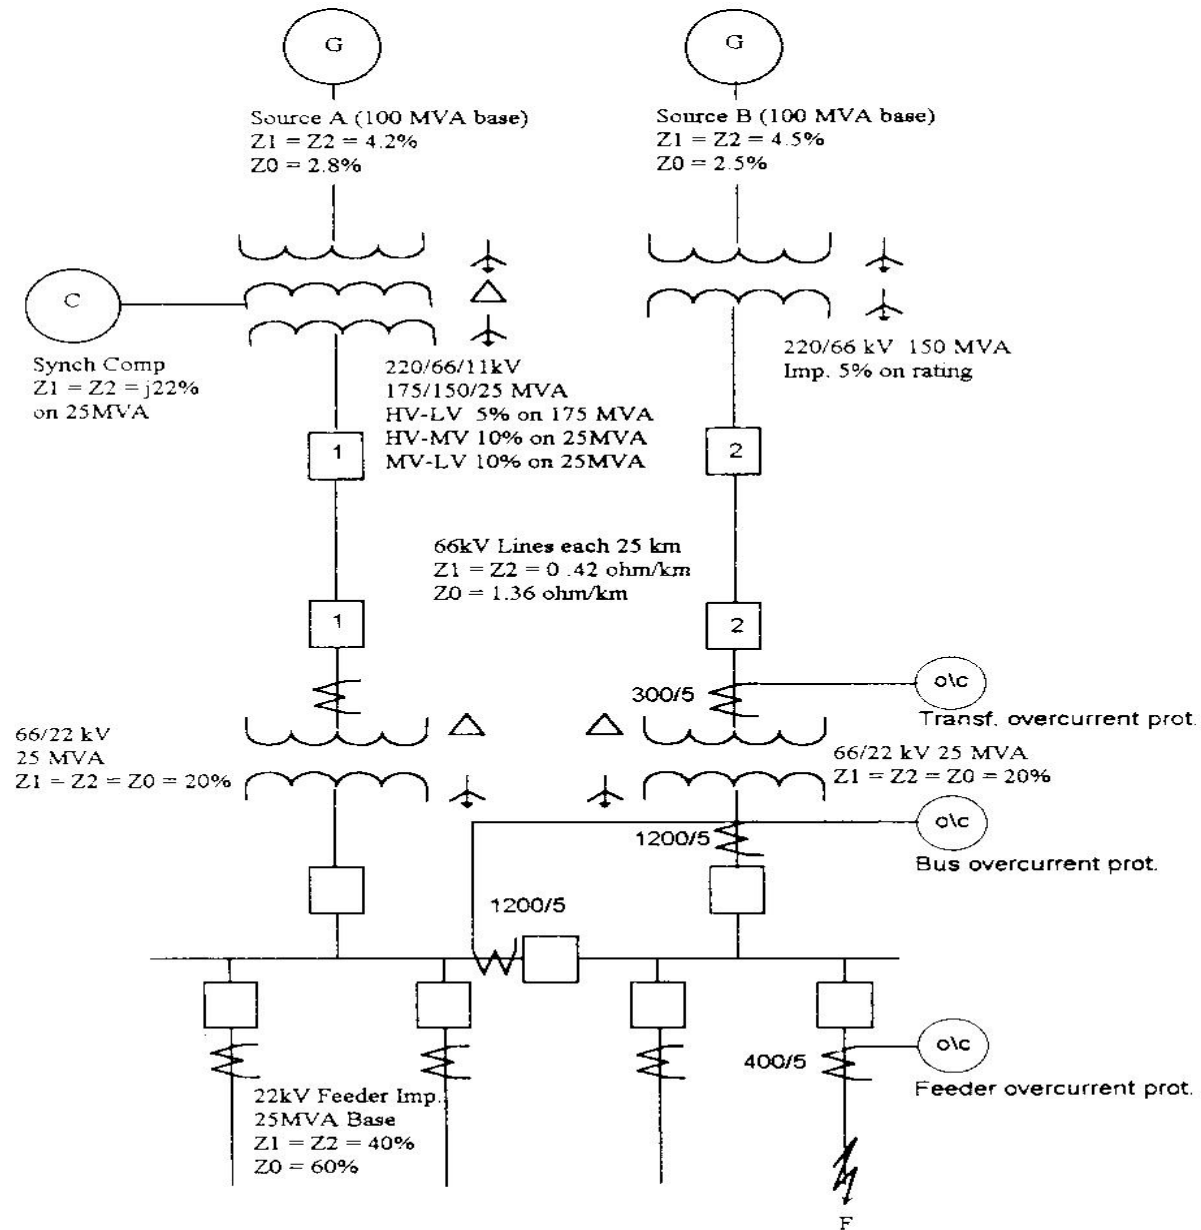 G
G
Source A (100 MVA base)
Z1 = Z2 = 4.2%
Z0 = 2.8%
Source B (100 MVA base)
Z1 = Z2 = 4.5%
Z0 = 2.5%
C
Synch Comp
Z1 = Z2 = j22%
on 25MVA
220/66/11kV
175/150/25 MVA
HV-LV 5% on 175 MVA
HV-MV 10% on 25MVA
MV-LV 10% on 25MVA
220/66 kV 150 MVA
Imp. 5% on rating
1
2
66kV Lines each 25 km
Z1 = Z2 = 0.42 ohm/km
Z0 = 1.36 ohm/km
1
2
300/5
o\c
Transf. overcurrent prot.
66/22 kV
25 MVA
Z1 = Z2 = Z0 = 20%
66/22 kV 25 MVA
Z1 = Z2 = Z0 = 20%
1200/5
o\c
Bus overcurrent prot.
1200/5
400/5
o\c
Feeder overcurrent prot.
22kV Feeder Imp.
25MVA Base
Z1 = Z2 = 40%
Z0 = 60%
F